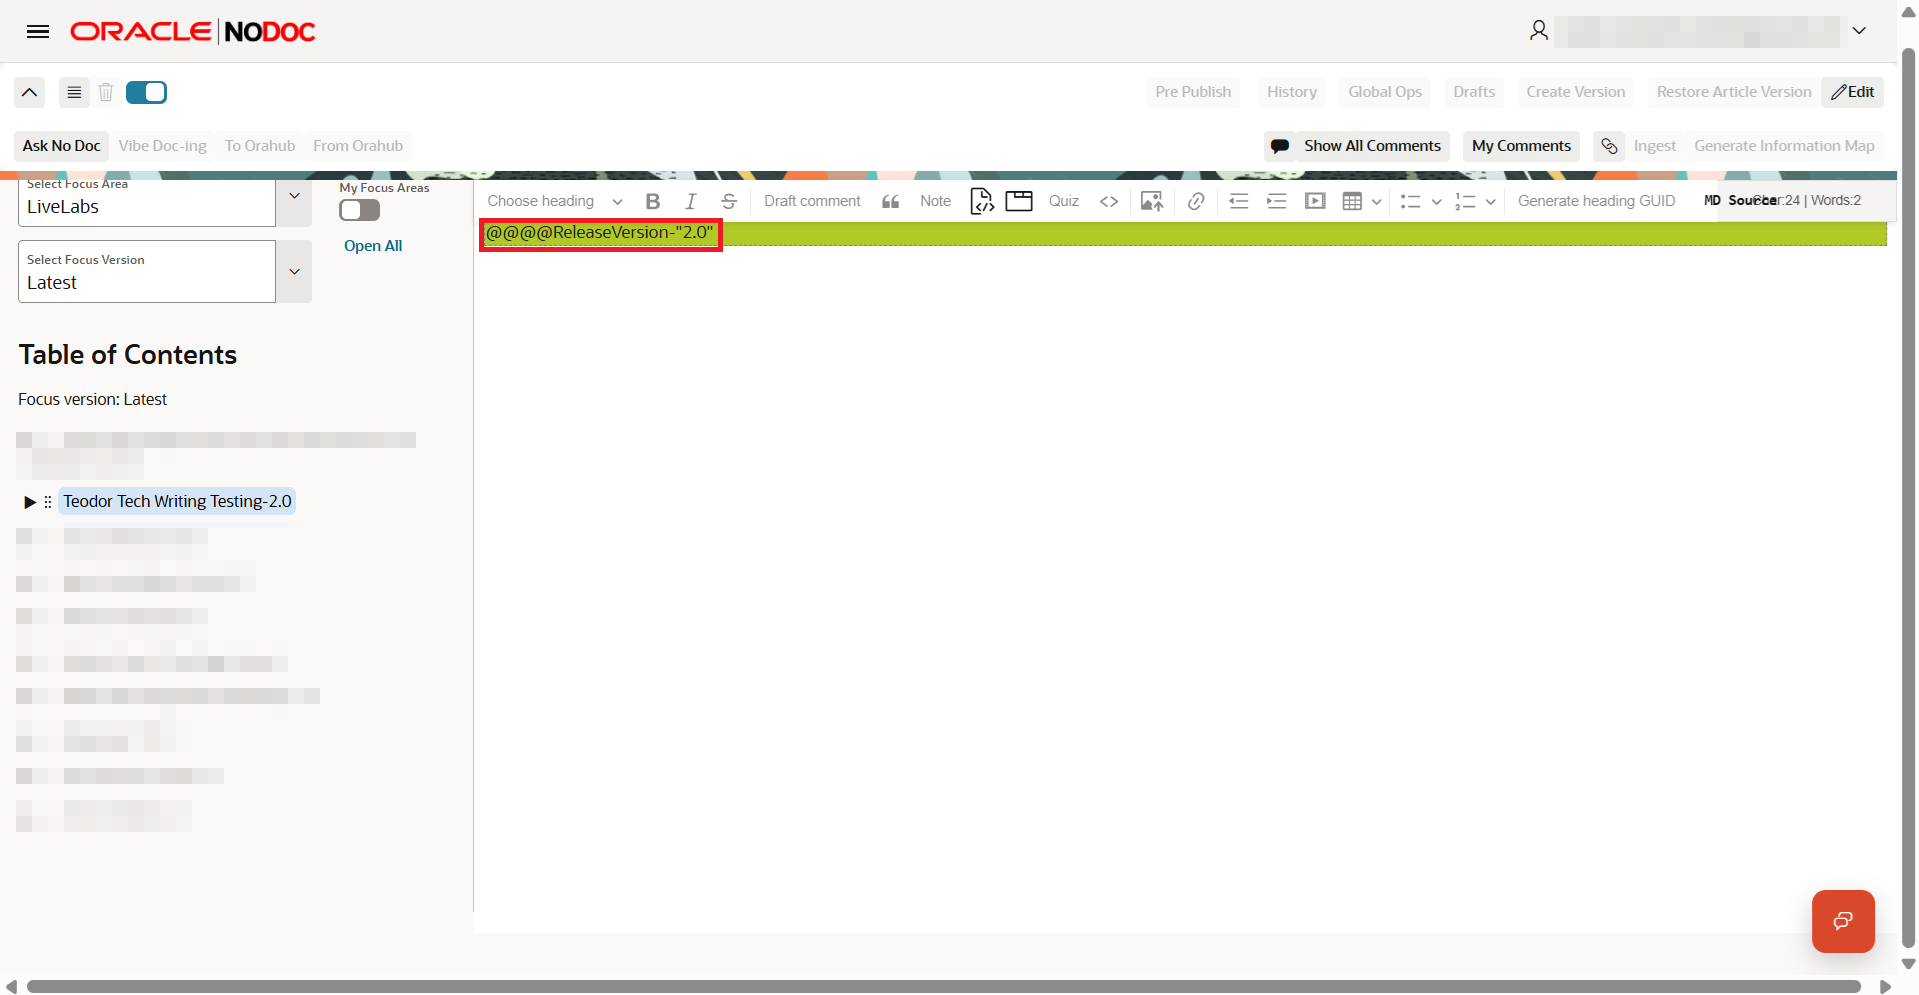 ORACLE | NODOC
Pre Publish History Global Ops Drafts Create Version Restore Article Version Edit
Ask No Doc Vibe Doc-ing To Orahub From Orahub Show All Comments My Comments Ingest Generate Information Map
Select Focus Area
LiveLabs
My Focus Areas
Open All
Select Focus Version
Latest
Table of Contents
Focus version: Latest
Teodor Tech Writing Testing-2.0
Choose heading B I S Draft comment Note Quiz Generate heading GUID MD Source Char:24 | Words:2
@@@@ReleaseVersion-"2.0"